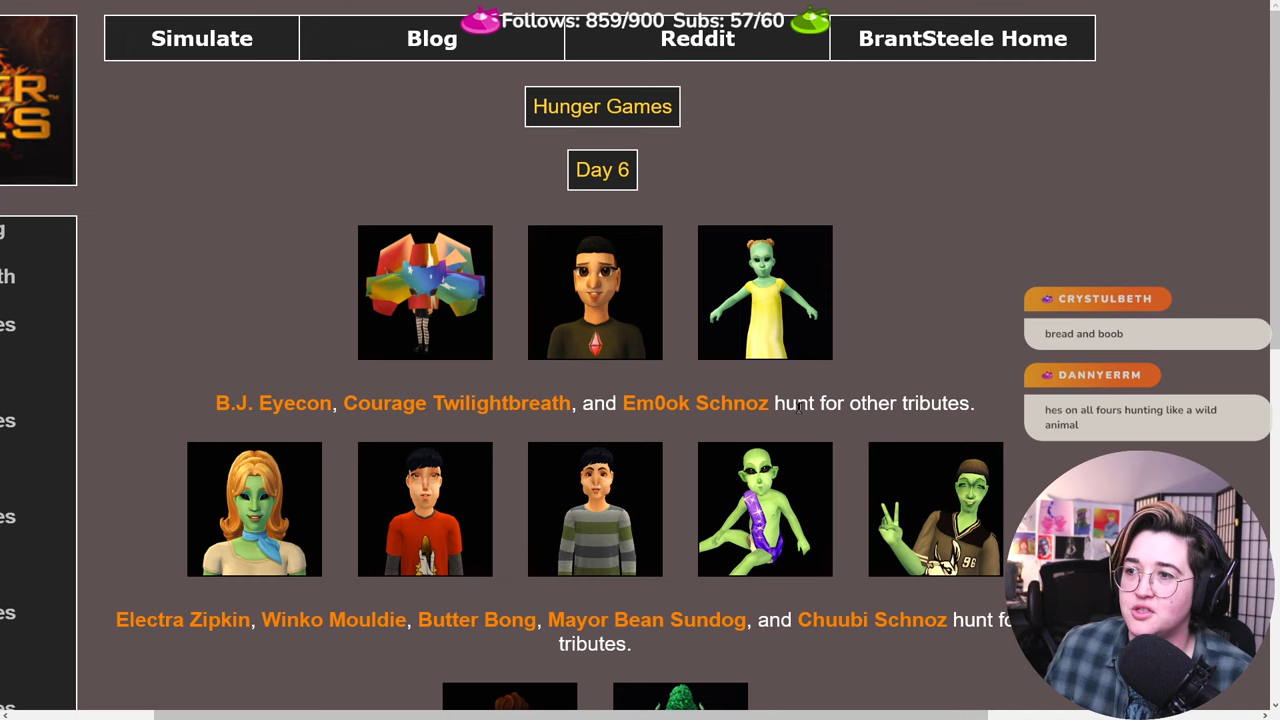 Follows: 859/900 Subs: 57/60
Simulate
Blog
Reddit
BrantSteele Home
Hunger Games
Day 6
B.J. Eyecon, Courage Twilightbreath, and Em0ok Schnoz hunt for other tributes.
CRYSTULBETH
bread and boob
DANNYERRM
hes on all fours hunting like a wild
animal
Electra Zipkin, Winko Mouldie, Butter Bong, Mayor Bean Sundog, and Chuubi Schnoz hunt
tributes.